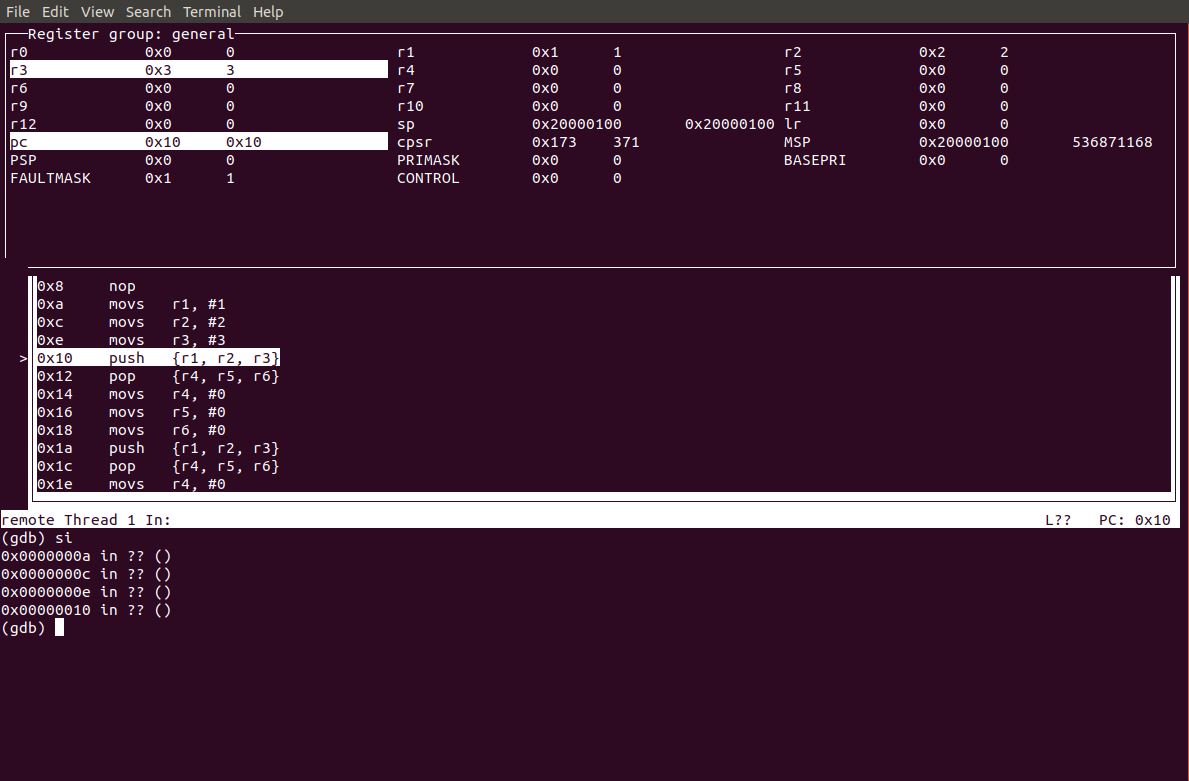 File Edit View Search Terminal Help
Register group: general
r0 0x0 0 r1 0x1 1 r2 0x2 2
r3 0x3 3 r4 0x0 0 r5 0x0 0
r6 0x0 0 r7 0x0 0 r8 0x0 0
r9 0x0 0 r10 0x0 0 r11 0x0 0
r12 0x0 0 sp 0x20000100 0x20000100 lr 0x0 0
pc 0x10 0x10 cpsr 0x173 371 MSP 0x20000100 536871168
PSP 0x0 0 PRIMASK 0x0 0 BASEPRI 0x0 0
FAULTMASK 0x1 1 CONTROL 0x0 0
0x8 nop
0xa movs r1, #1
0xc movs r2, #2
0xe movs r3, #3
>0x10 push {r1, r2, r3}
0x12 pop {r4, r5, r6}
0x14 movs r4, #0
0x16 movs r5, #0
0x18 movs r6, #0
0x1a push {r1, r2, r3}
0x1c pop {r4, r5, r6}
0x1e movs r4, #0
remote Thread 1 In: L?? PC: 0x10
(gdb) si
0x0000000a in ?? ()
0x0000000c in ?? ()
0x0000000e in ?? ()
0x00000010 in ?? ()
(gdb)